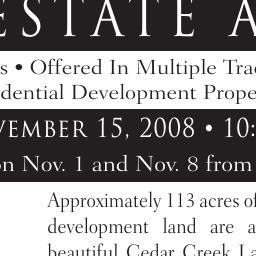 ESTATE A
s • Offered In Multiple Tra
dential Development Prope
VEMBER 15, 2008 • 10:
on Nov. 1 and Nov. 8 from
Approximately 113 acres of
development land are a
beautiful Cedar Creek La